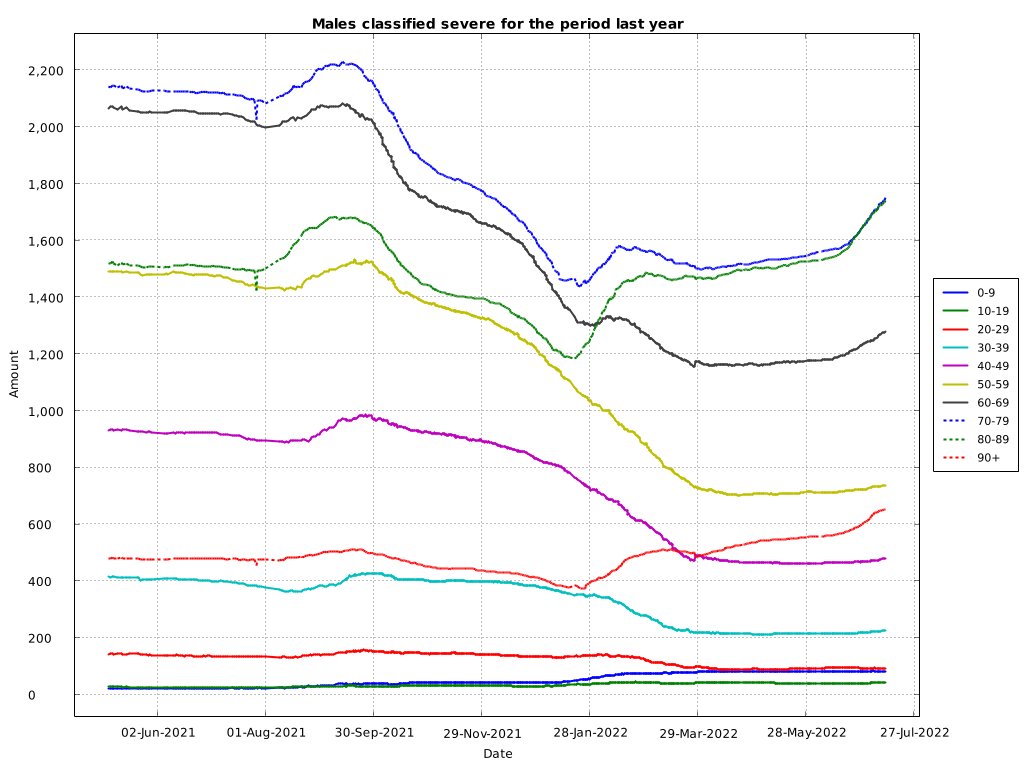 Males classified severe for the period last year
2,200
2,000
1,800
1,600
1,400
1,200
1,000
800
600
400
200
0
Amount
02-Jun-2021
01-Aug-2021
30-Sep-2021
29-Nov-2021
28-Jan-2022
29-Mar-2022
28-May-2022
27-Jul-2022
Date
0-9
10-19
20-29
30-39
40-49
50-59
60-69
70-79
80-89
90+